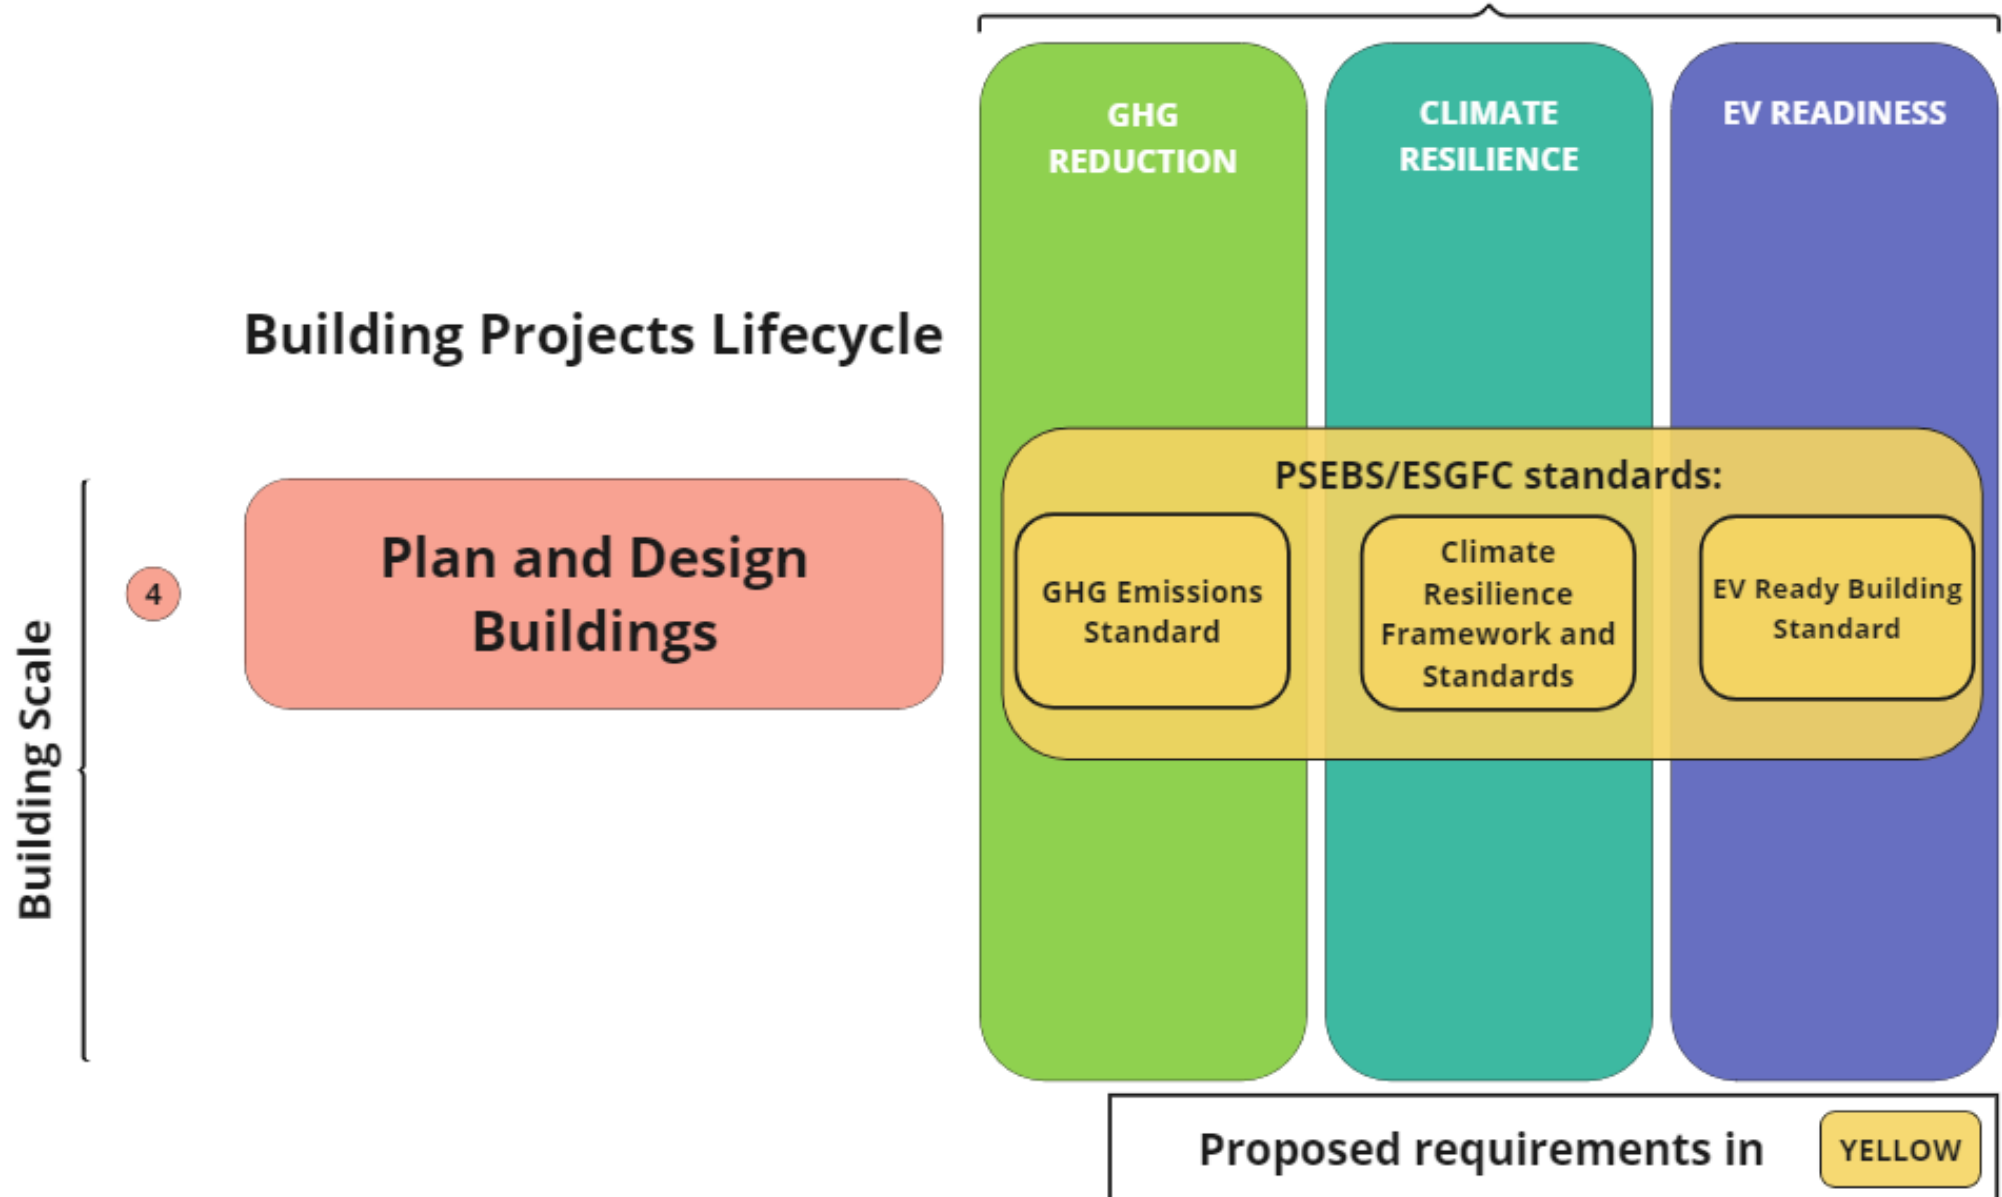 GHG
REDUCTION
CLIMATE
RESILIENCE
EV READINESS
Building Projects Lifecycle
PSEBS/ESGFC standards:
Building Scale
4
Plan and Design
Buildings
GHG Emissions
Standard
Climate
Resilience
Framework and
Standards
EV Ready Building
Standard
Proposed requirements in
YELLOW